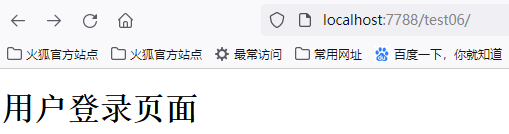 localhost:7788/test06/
火狐官方站点 火狐官方站点 最常访问 常用网址 百度一下，你就知道
用户登录页面